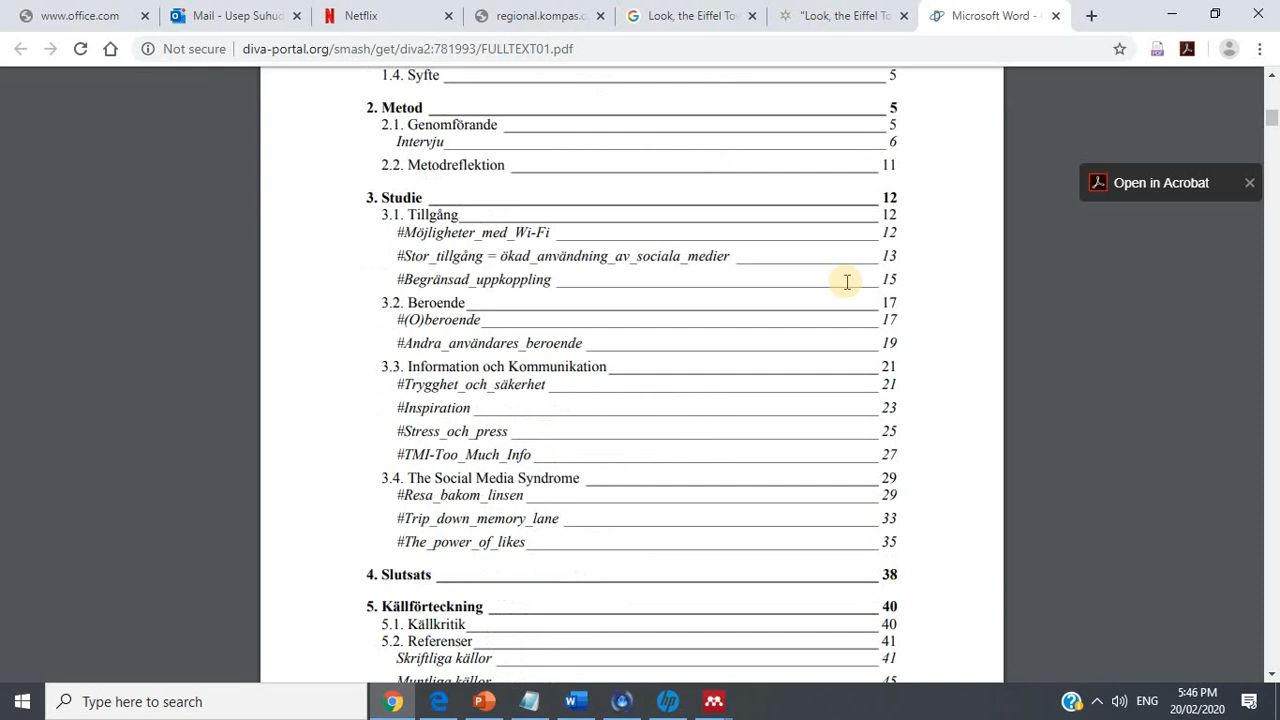 www.office.com
Mail - Usep Suhud
Netflix
regional.kompas.c
Look, the Eiffel To
"Look, the Eiffel To
Microsoft Word -
Not secure
diva-portal.org/smash/get/diva2:781993/FULLTEXT01.pdf
Open in Acrobat
1.4. Syfte 5
2. Metod 5
2.1. Genomförande 5
Intervju 6
2.2. Metodreflektion 11
3. Studie 12
3.1. Tillgång 12
#Möjligheter_med_Wi-Fi 12
#Stor_tillgång = ökad_användning_av_sociala_medier 13
#Begränsad_uppkoppling 15
3.2. Beroende 17
#(O)beroende 17
#Andra_användares_beroende 19
3.3. Information och Kommunikation 21
#Trygghet_och_säkerhet 21
#Inspiration 23
#Stress_och_press 25
#TMI-Too_Much_Info 27
3.4. The Social Media Syndrome 29
#Resa_bakom_linsen 29
#Trip_down_memory_lane 33
#The_power_of_likes 35
4. Slutsats 38
5. Källförteckning 40
5.1. Källkritik 40
5.2. Referenser 41
Skriftliga källor 41
Muntliga källor 45
Type here to search
ENG
5:46 PM
20/02/2020